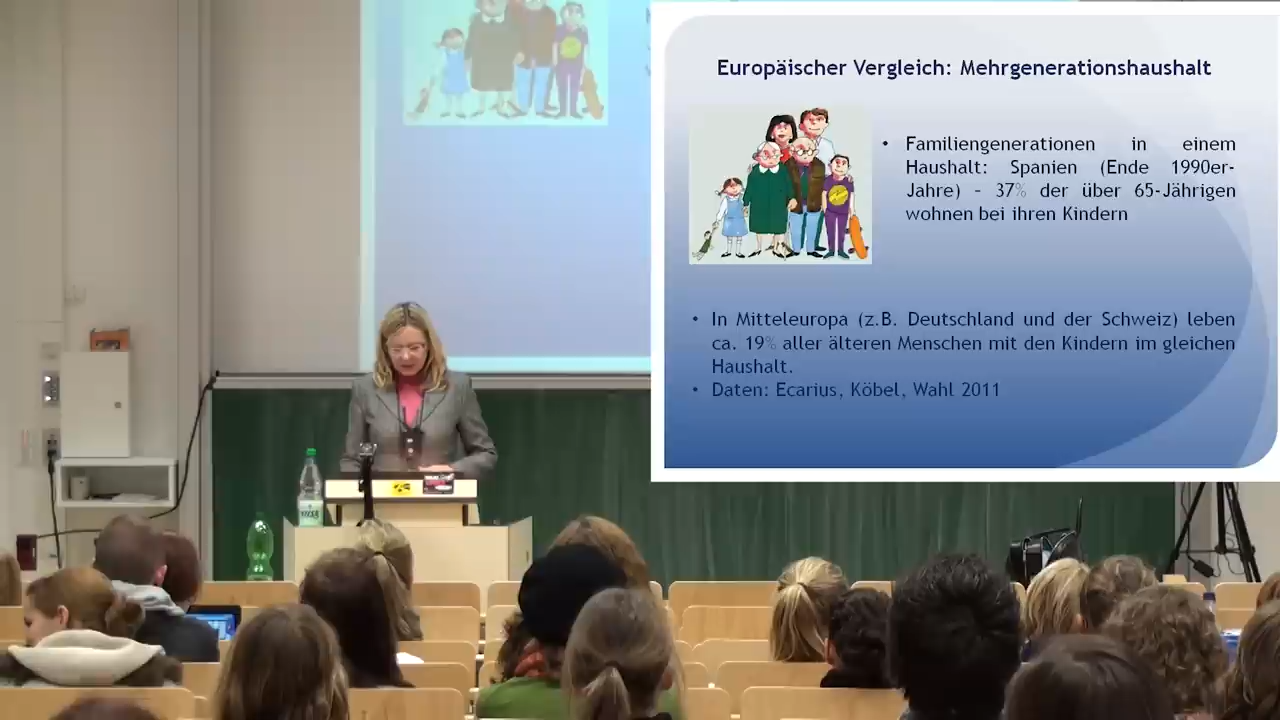 Europäischer Vergleich: Mehrgenerationshaushalt
• Familiengenerationen in einem
Haushalt: Spanien (Ende 1990er-
Jahre) – 37% der über 65-Jährigen
wohnen bei ihren Kindern
• In Mitteleuropa (z.B. Deutschland und der Schweiz) leben
ca. 19% aller älteren Menschen mit den Kindern im gleichen
Haushalt.
• Daten: Ecarius, Köbel, Wahl 2011